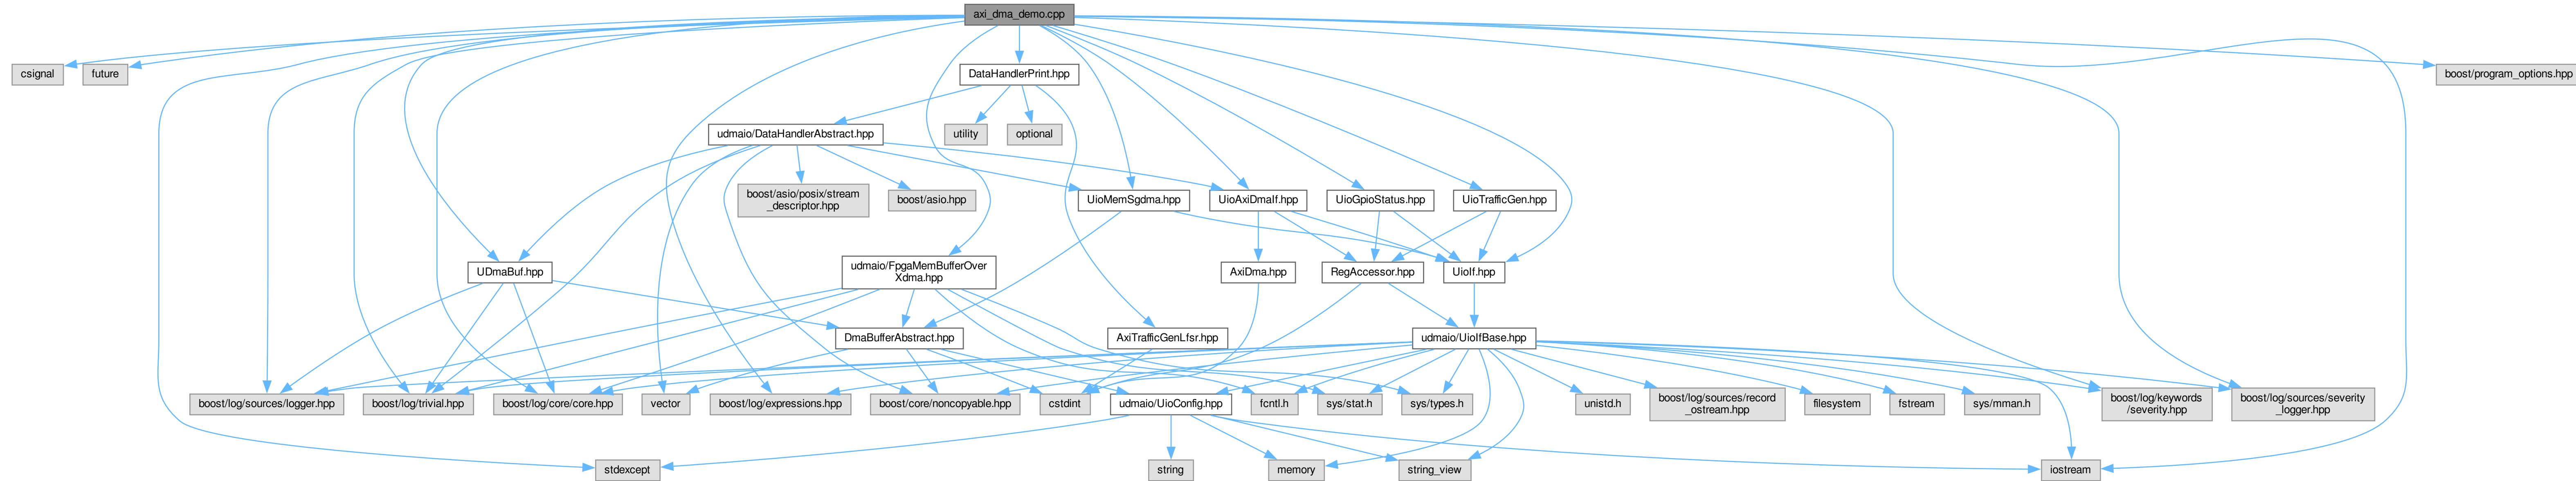 axi_dma_demo.cpp
csignal
future
DataHandlerPrint.hpp
boost/program_options.hpp
udmaio/DataHandlerAbstract.hpp
utility
optional
boost/asio/posix/stream
_descriptor.hpp
boost/asio.hpp
UioMemSgdma.hpp
UioAxiDmaIf.hpp
UioGpioStatus.hpp
UioTrafficGen.hpp
UDmaBuf.hpp
udmaio/FpgaMemBufferOver
Xdma.hpp
AxiDma.hpp
RegAccessor.hpp
UioIf.hpp
DmaBufferAbstract.hpp
AxiTrafficGenLfsr.hpp
udmaio/UioIfBase.hpp
boost/log/sources/logger.hpp
boost/log/trivial.hpp
boost/log/core/core.hpp
vector
boost/log/expressions.hpp
boost/core/noncopyable.hpp
cstdint
udmaio/UioConfig.hpp
fcntl.h
sys/stat.h
sys/types.h
unistd.h
boost/log/sources/record
_ostream.hpp
filesystem
fstream
sys/mman.h
boost/log/keywords
/severity.hpp
boost/log/sources/severity
_logger.hpp
stdexcept
string
memory
string_view
iostream